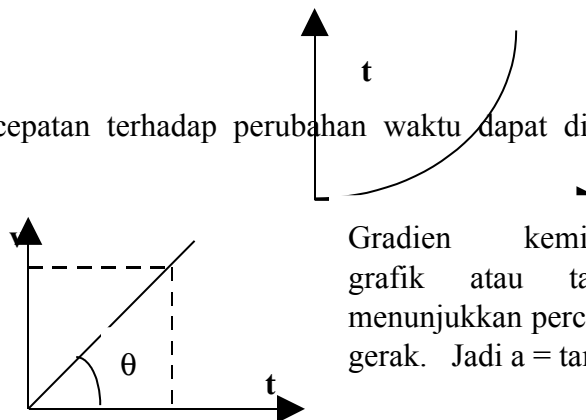 t
cepatan terhadap perubahan waktu dapat di
v
Gradien kemi
grafik atau ta
menunjukkan perc
gerak. Jadi a = tan
θ
t